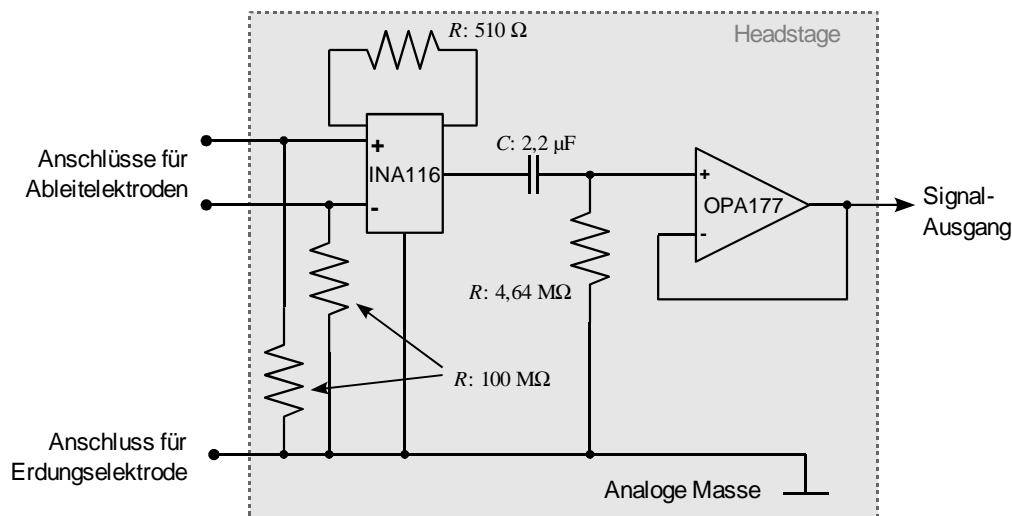 Headstage
R: 510 Ω
Anschlüsse für
Ableitelektroden
+
INA116
-
C: 2,2 µF
+
OPA177
-
Signal-
Ausgang
R: 4,64 MΩ
R: 100 MΩ
Anschluss für
Erdungselektrode
Analoge Masse